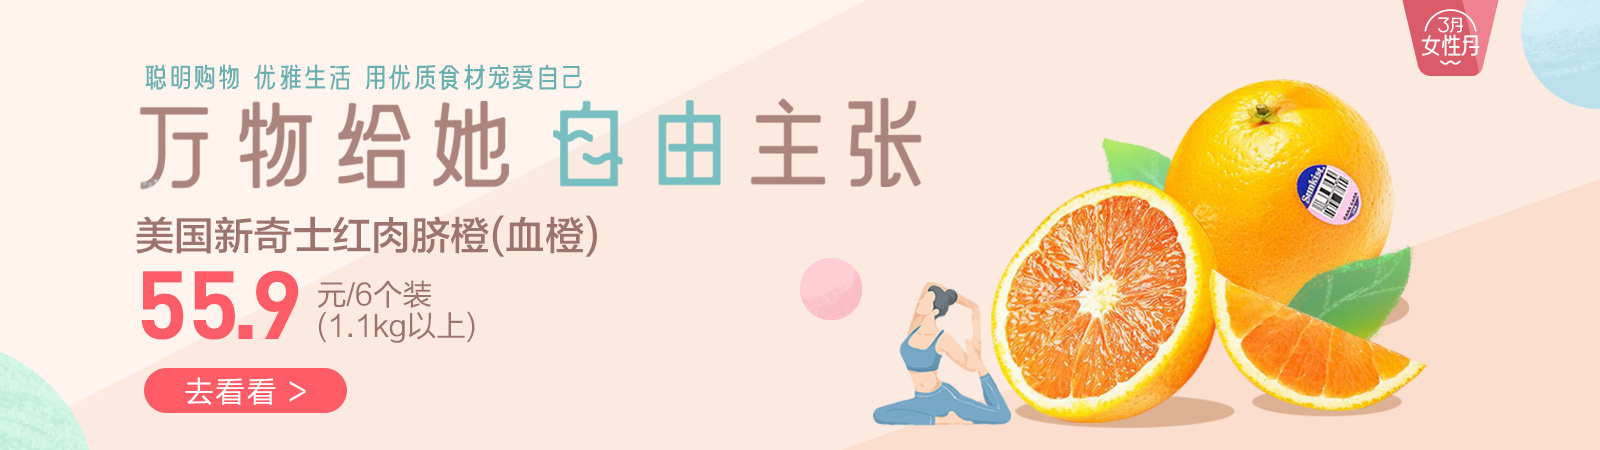 3月
女性月
聪明购物 优雅生活 用优质食材宠爱自己
万物给她 自由主张
美国新奇士红肉脐橙(血橙)
55.9 元/6个装
(1.1kg以上)
去看看 >
Sunkist